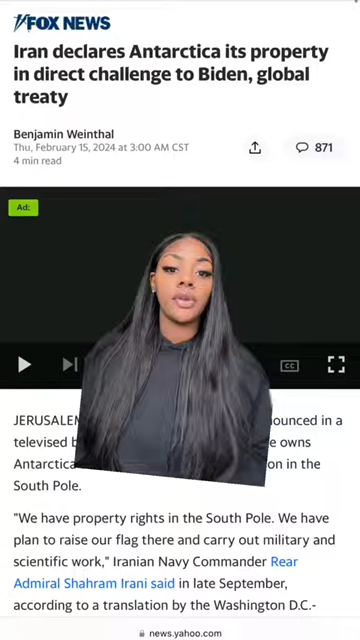 FOX NEWS
Iran declares Antarctica its property
in direct challenge to Biden, global
treaty
Benjamin Weinthal
Thu, February 15, 2024 at 3:00 AM CST
4 min read
871
Ad:
CC
JERUSALEM
nounced in a
televised
e owns
Antarctica
on in the
South Pole.
"We have property rights in the South Pole. We have
plan to raise our flag there and carry out military and
scientific work," Iranian Navy Commander Rear
Admiral Shahram Irani said in late September,
according to a translation by the Washington D.C.-
news.yahoo.com